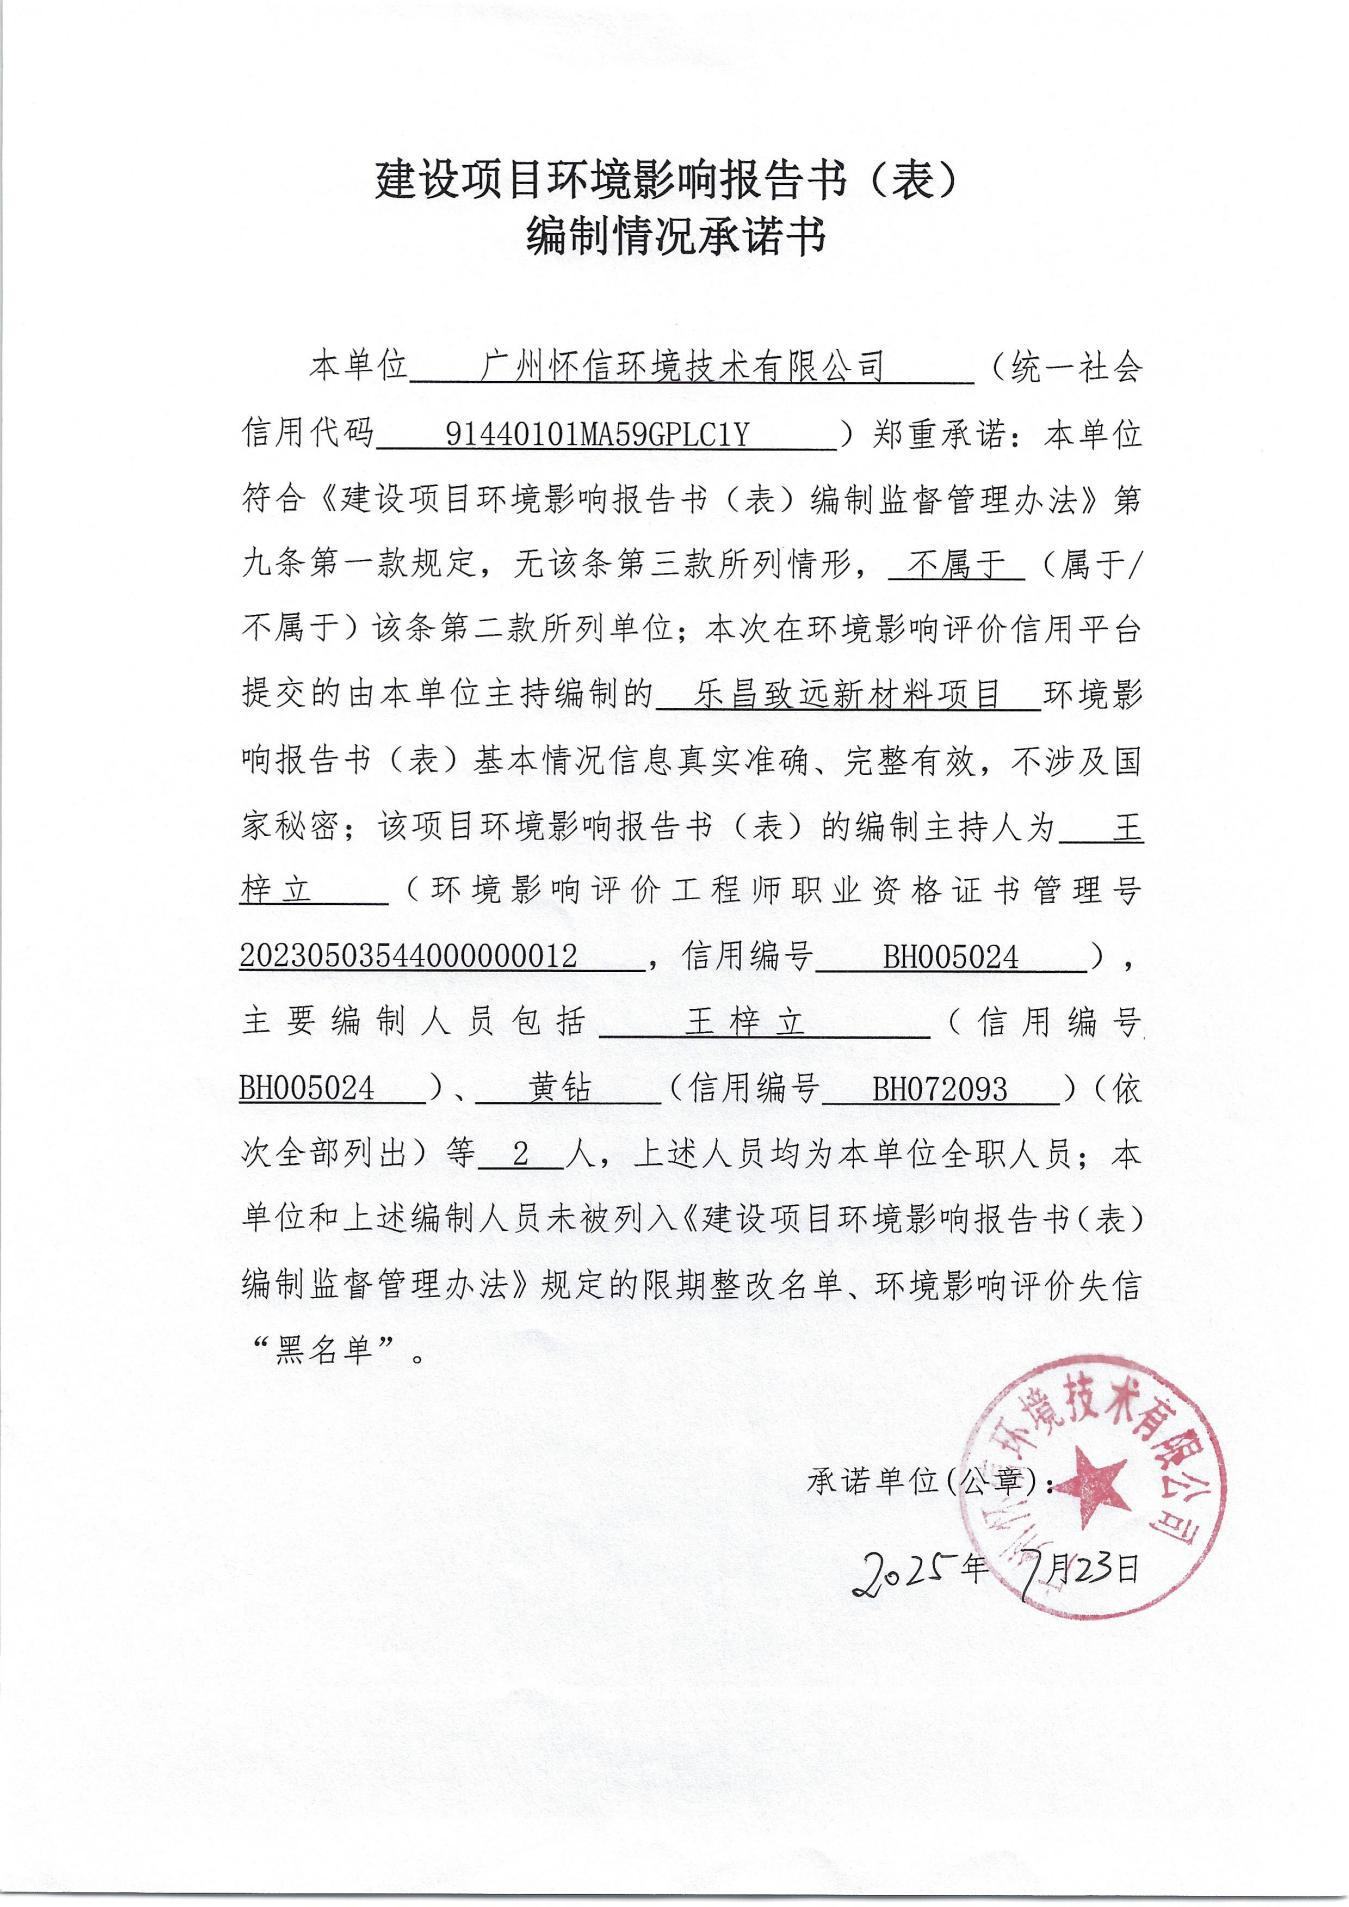 建设项目环境影响报告书（表）
编制情况承诺书
本单位 广州怀信环境技术有限公司 （统一社会
信用代码 91440101MA59GPLC1Y ）郑重承诺：本单位
符合《建设项目环境影响报告书（表）编制监督管理办法》第
九条第一款规定，无该条第三款所列情形， 不属于 （属于/
不属于）该条第二款所列单位；本次在环境影响评价信用平台
提交的由本单位主持编制的 乐昌致远新材料项目 环境影
响报告书（表）基本情况信息真实准确、完整有效，不涉及国
家秘密；该项目环境影响报告书（表）的编制主持人为 王
梓立 （环境影响评价工程师职业资格证书管理号
20230503544000000012 ，信用编号 BH005024 ），
主要编制人员包括 王梓立 （信用编号
BH005024 ）、 黄钻 （信用编号 BH072093 ）（依
次全部列出）等 2 人，上述人员均为本单位全职人员；本
单位和上述编制人员未被列入《建设项目环境影响报告书（表）
编制监督管理办法》规定的限期整改名单、环境影响评价失信
“黑名单”。
承诺单位(公章)：
2025年7月23日
广州怀信环境技术有限公司